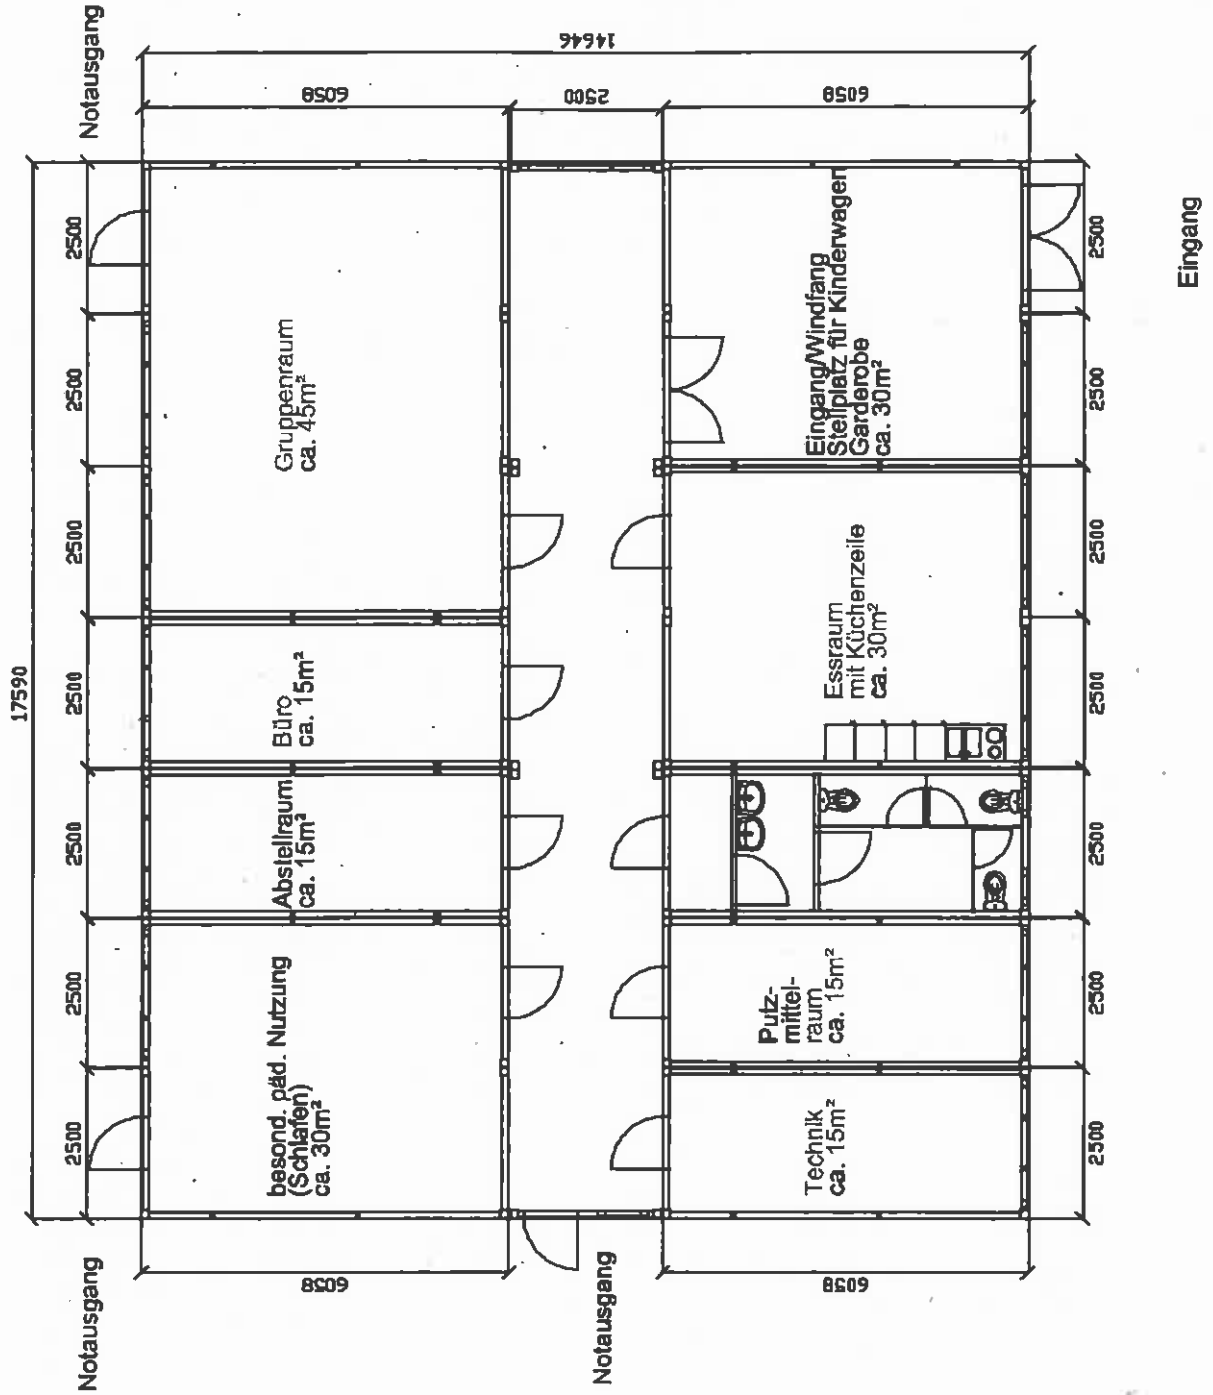 Notausgang
Notausgang
Notausgang
Eingang
17590
2500
2500
2500
2500
2500
2500
2500
14646
6058
2500
6058
6058
6058
besond. päd. Nutzung
(Schlafen)
ca. 30m²
Abstellraum
ca. 15m²
Büro
ca. 15m²
Gruppenraum
ca. 45m²
Technik
ca. 15m²
Putz-
mittel-
raum
ca. 15m²
Essraum
mit Küchenzeile
ca. 30m²
Eingang/Windfang
Stellplatz für Kinderwagen
Garderobe
ca. 30m²
2500
2500
2500
2500
2500
2500
2500